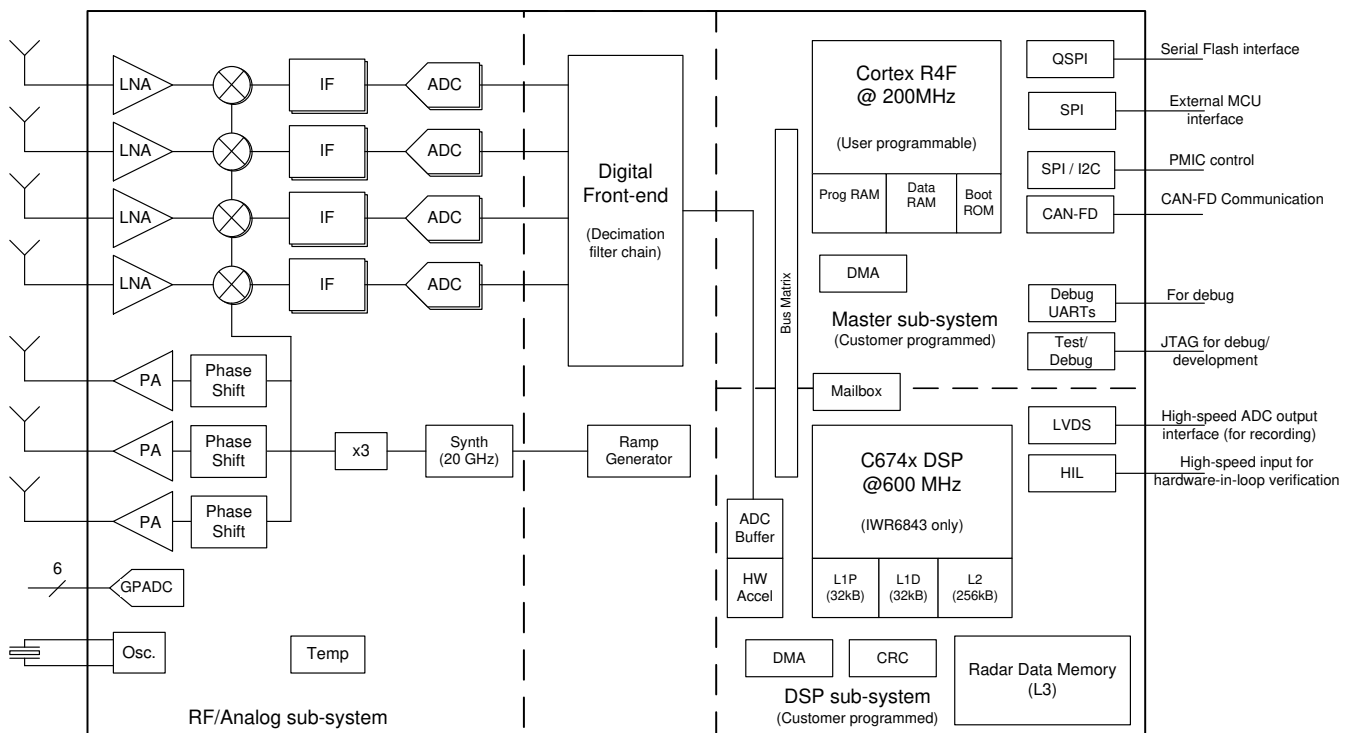 LNA
IF
ADC
LNA
IF
ADC
LNA
IF
ADC
LNA
IF
ADC
PA
Phase
Shift
PA
Phase
Shift
PA
Phase
Shift
x3
Synth
(20 GHz)
6
GPADC
Osc.
Temp
RF/Analog sub-system
Digital
Front-end
(Decimation
filter chain)
Ramp
Generator
Bus Matrix
Cortex R4F
@ 200MHz
(User programmable)
Prog RAM
Data
RAM
Boot
ROM
DMA
Master sub-system
(Customer programmed)
Mailbox
QSPI
Serial Flash interface
SPI
External MCU
interface
SPI / I2C
PMIC control
CAN-FD
CAN-FD Communication
Debug
UARTs
For debug
Test/
Debug
JTAG for debug/
development
LVDS
High-speed ADC output
interface (for recording)
HIL
High-speed input for
hardware-in-loop verification
C674x DSP
@600 MHz
(IWR6843 only)
L1P
(32kB)
L1D
(32kB)
L2
(256kB)
ADC
Buffer
HW
Accel
DMA
CRC
Radar Data Memory
(L3)
DSP sub-system
(Customer programmed)